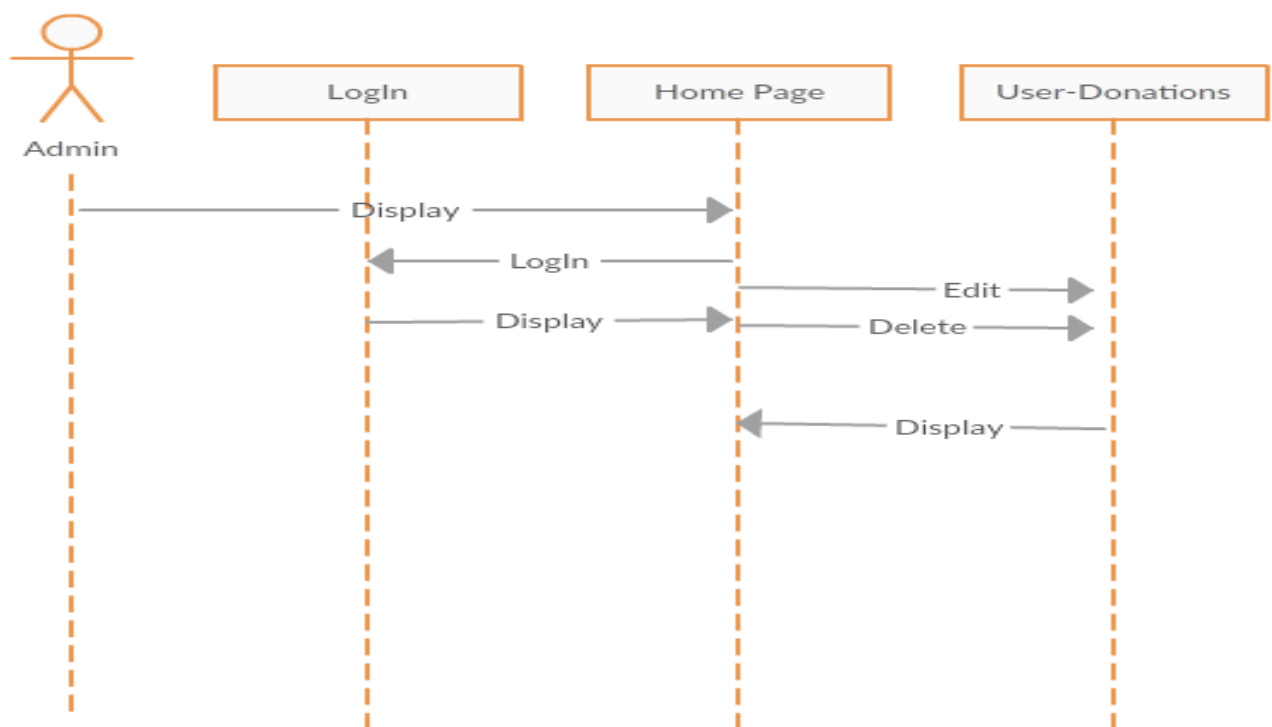 LogIn
Home Page
User-Donations
Admin
Display
LogIn
Edit
Display
Delete
Display